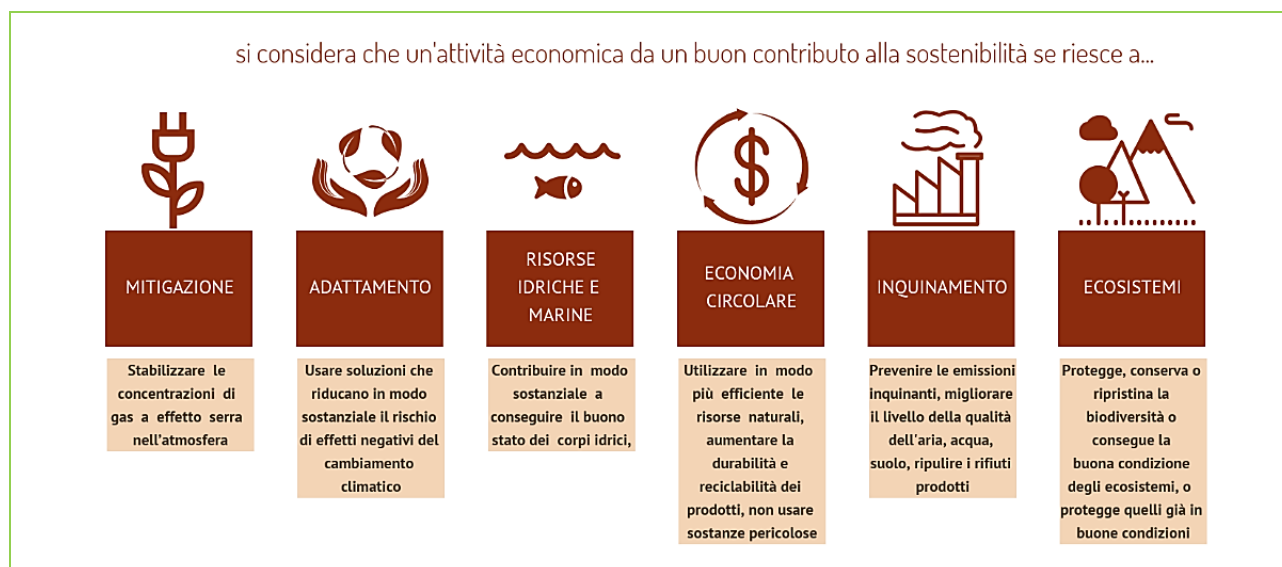 si considera che un'attività economica da un buon contributo alla sostenibilità se riesce a...
MITIGAZIONE
Stabilizzare le
concentrazioni di
gas a effetto serra
nell'atmosfera
ADATTAMENTO
Usare soluzioni che
riducano in modo
sostanziale il rischio
di effetti negativi del
cambiamento
climatico
RISORSE
IDRICHE E
MARINE
Contribuire in modo
sostanziale a
conseguire il buono
stato dei corpi idrici,
ECONOMIA
CIRCOLARE
Utilizzare in modo
più efficiente le
risorse naturali,
aumentare la
durabilità e
reciclabilità dei
prodotti, non usare
sostanze pericolose
INQUINAMENTO
Prevenire le emissioni
inquinanti, migliorare
il livello della qualità
dell'aria, acqua,
suolo, ripulire i rifiuti
prodotti
ECOSISTEMI
Protegge, conserva o
ripristina la
biodiversità o
consegue la
buona condizione
degli ecosistemi, o
protegge quelli già in
buone condizioni